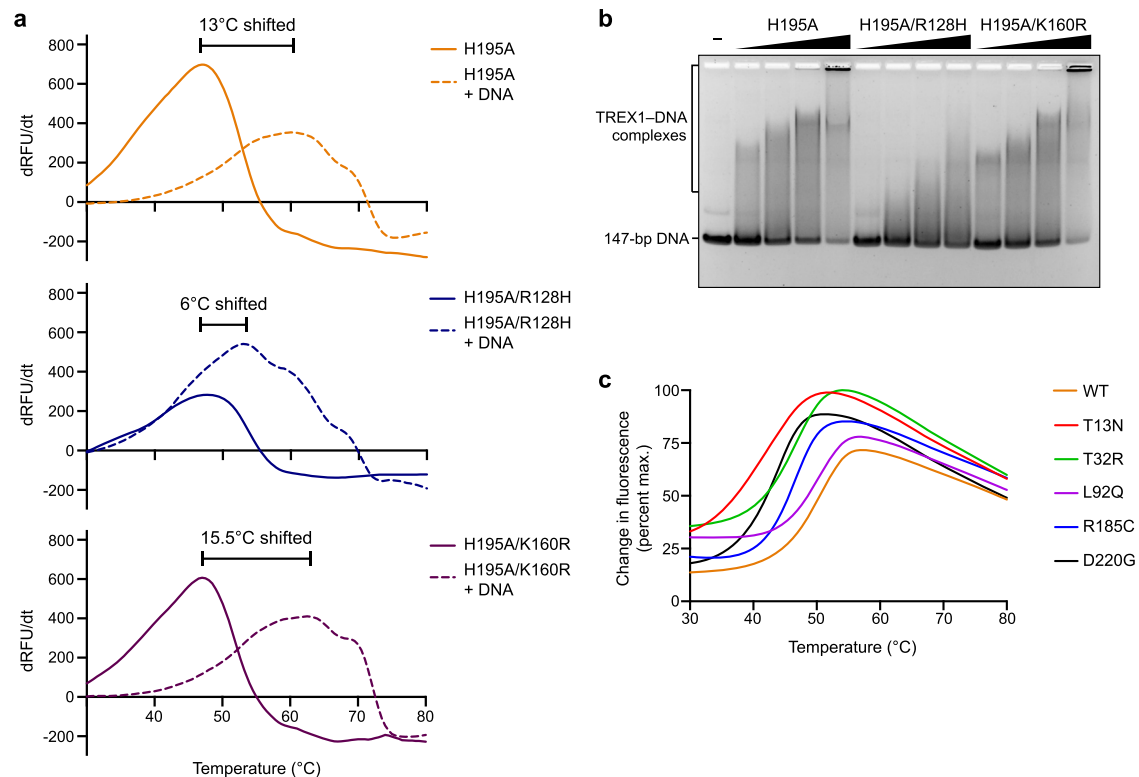 a
13°C shifted
800
600
400
200
0
-200
dRFU/dt
H195A
H195A
+ DNA
6°C shifted
800
600
400
200
0
-200
dRFU/dt
H195A/R128H
H195A/R128H
+ DNA
15.5°C shifted
800
600
400
200
0
-200
dRFU/dt
40
50
60
70
80
Temperature (°C)
H195A/K160R
H195A/K160R
+ DNA
b
–
H195A
H195A/R128H
H195A/K160R
TREX1–DNA
complexes
147-bp DNA
c
100
75
50
25
0
Change in fluorescence
(percent max.)
30
40
50
60
70
80
Temperature (°C)
WT
T13N
T32R
L92Q
R185C
D220G